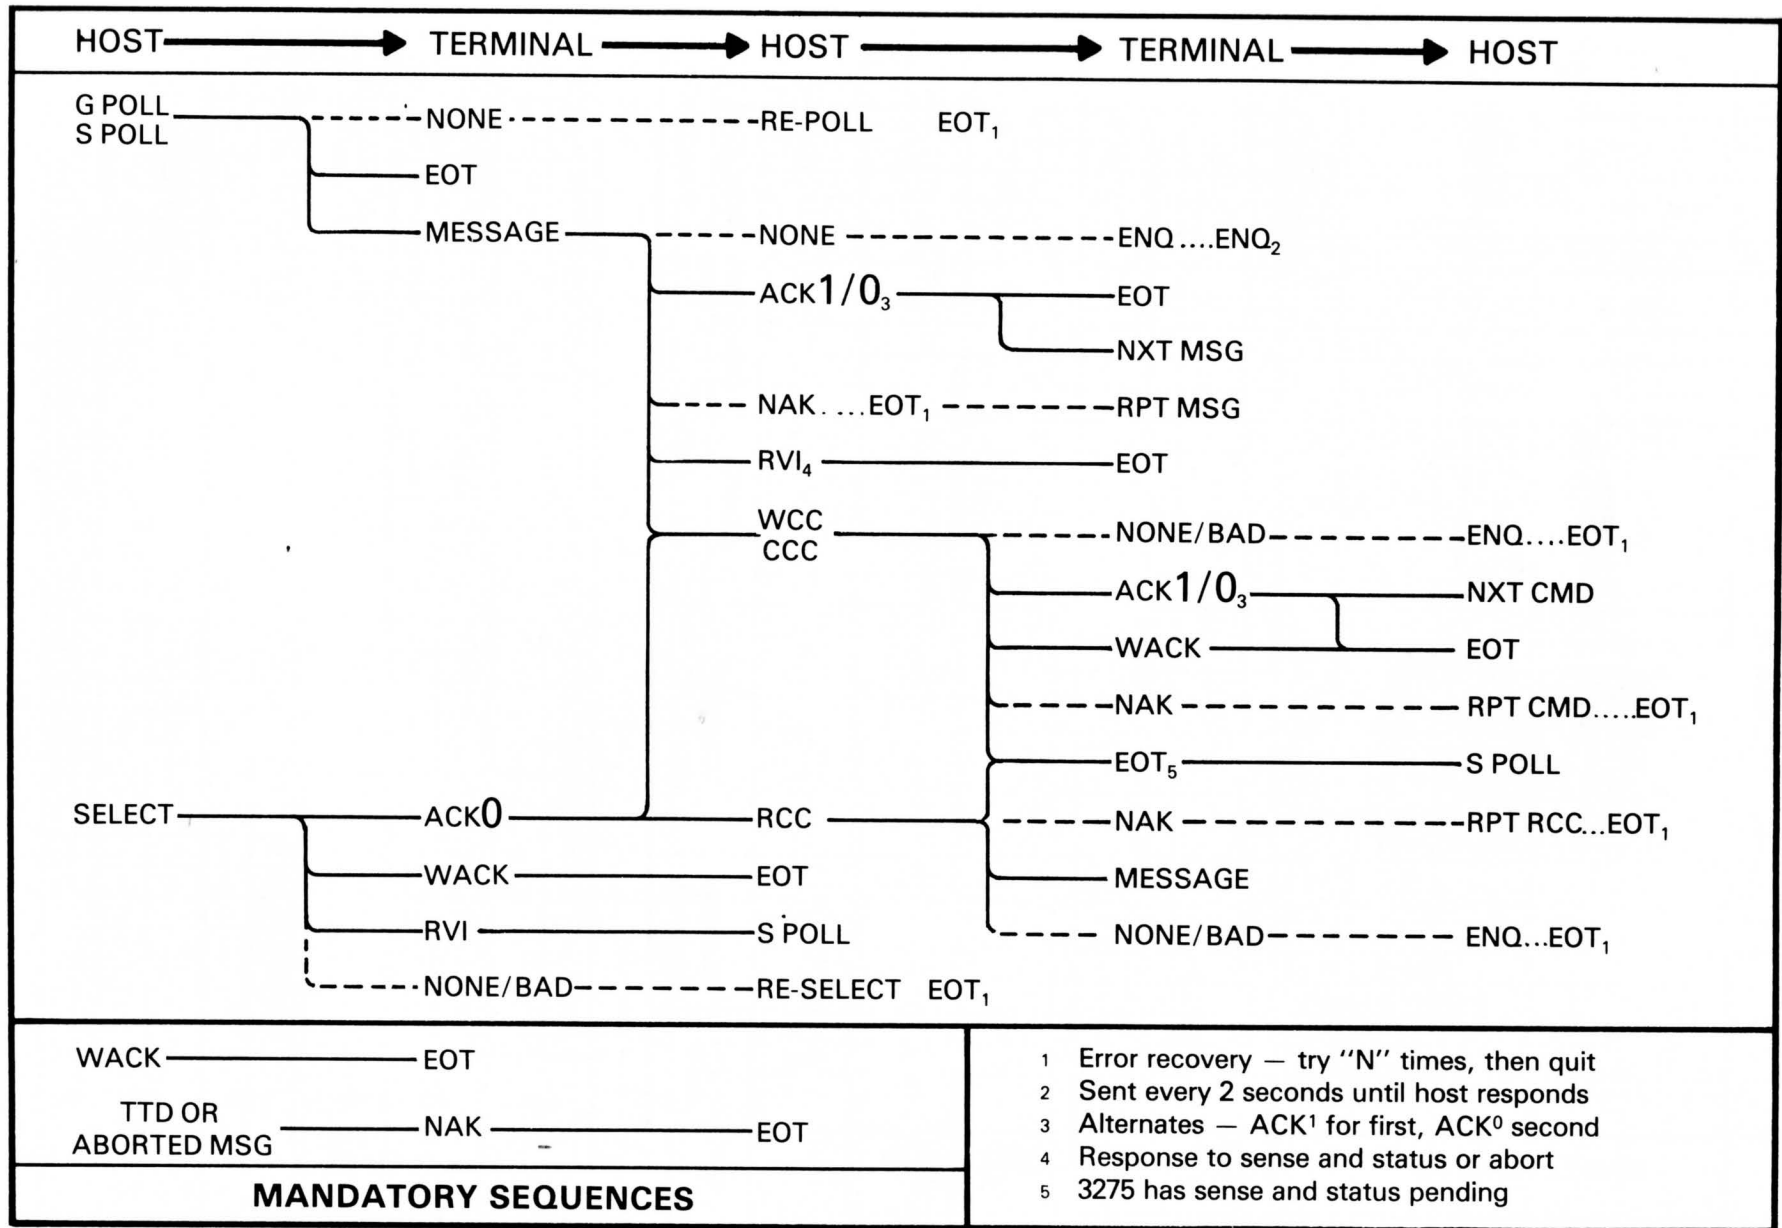 HOST TERMINAL HOST TERMINAL HOST
G POLL
S POLL
NONE RE-POLL EOT₁
EOT
MESSAGE NONE ENQ....ENQ₂
ACK1/0₃ EOT
NXT MSG
NAK....EOT₁ RPT MSG
RVI₄ EOT
WCC
CCC
NONE/BAD ENQ....EOT₁
ACK1/0₃ NXT CMD
WACK EOT
NAK RPT CMD.....EOT₁
EOT₅ S POLL
SELECT ACK0 RCC NAK RPT RCC...EOT₁
WACK EOT MESSAGE
RVI S POLL NONE/BAD ENQ...EOT₁
NONE/BAD RE-SELECT EOT₁
WACK EOT
TTD OR
ABORTED MSG NAK EOT
MANDATORY SEQUENCES
1 Error recovery — try "N" times, then quit
2 Sent every 2 seconds until host responds
3 Alternates — ACK¹ for first, ACK⁰ second
4 Response to sense and status or abort
5 3275 has sense and status pending